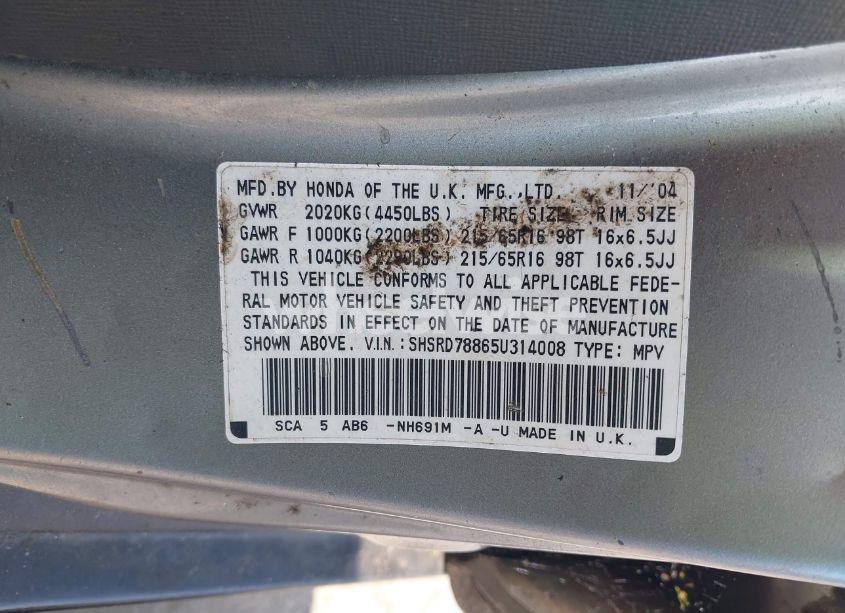 MFD.BY HONDA OF THE U.K. MFG.,LTD. 11/'04
GVWR 2020KG(4450LBS) TIRE SIZE RIM SIZE
GAWR F 1000KG(2200LBS) 215/65R16 98T 16x6.5JJ
GAWR R 1040KG(2290LBS) 215/65R16 98T 16x6.5JJ
THIS VEHICLE CONFORMS TO ALL APPLICABLE FEDE-
RAL MOTOR VEHICLE SAFETY AND THEFT PREVENTION
STANDARDS IN EFFECT ON THE DATE OF MANUFACTURE
SHOWN ABOVE. V.I.N.: SHSRD78865U314008 TYPE: MPV
SCA 5 AB6 -NH691M -A -U MADE IN U.K.